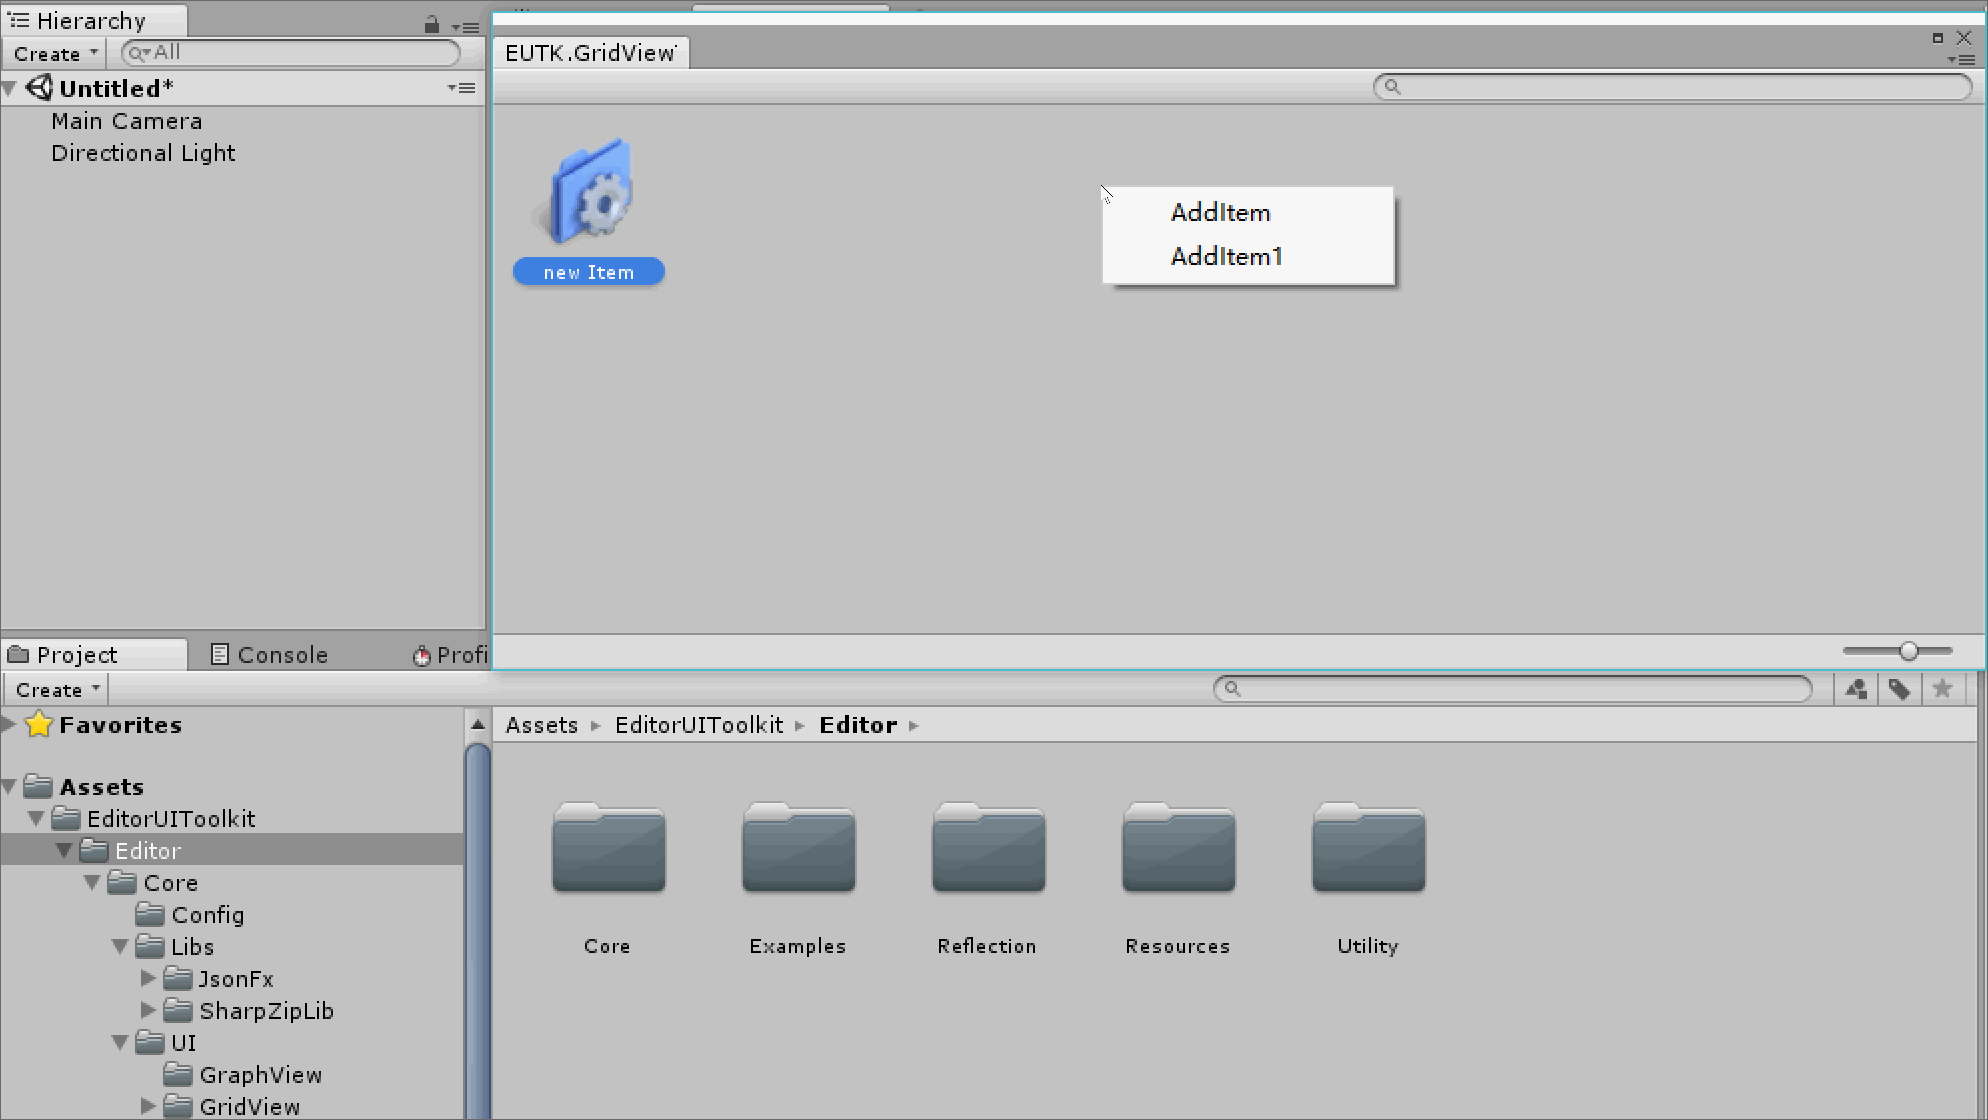 Hierarchy
Create
All
Untitled*
Main Camera
Directional Light
EUTK.GridView
new Item
AddItem
AddItem1
Project
Console
Profi
Create
Favorites
Assets
EditorUIToolkit
Editor
Core
Config
Libs
JsonFx
SharpZipLib
UI
GraphView
GridView
Assets EditorUIToolkit Editor
Core Examples Reflection Resources Utility